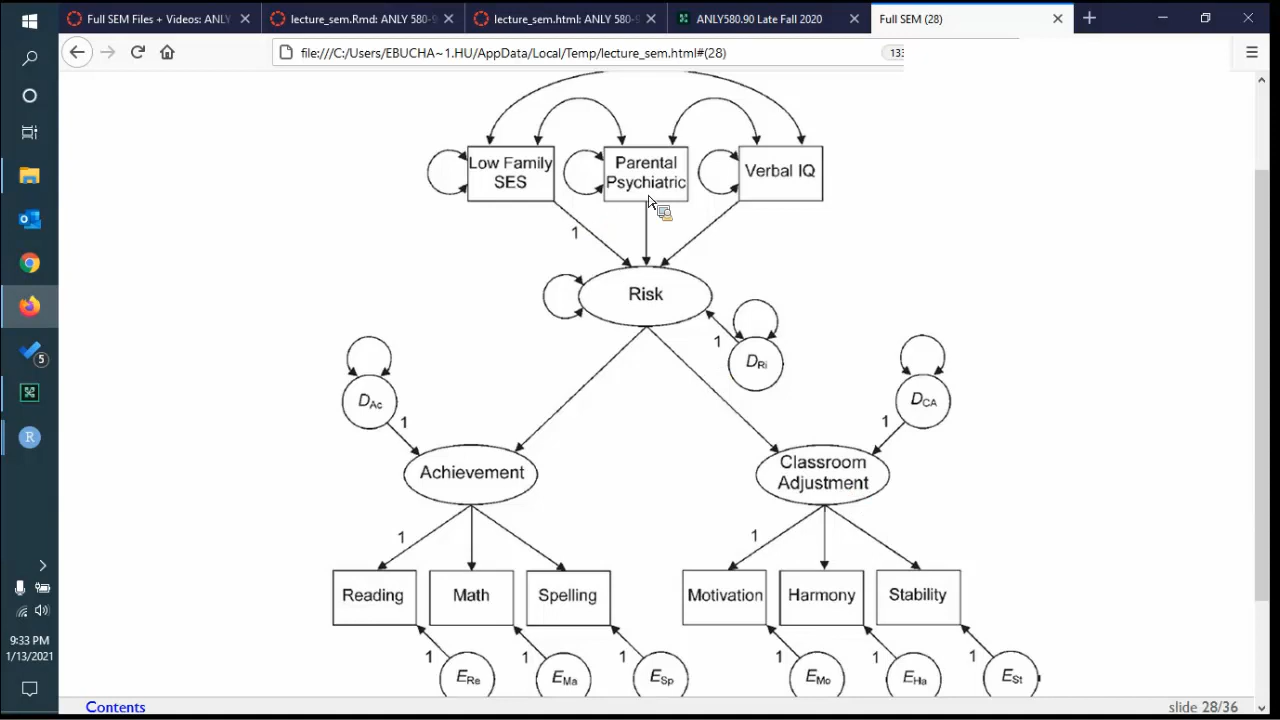 Full SEM Files + Videos: ANLY
lecture_sem.Rmd: ANLY 580-9
lecture_sem.html: ANLY 580-
ANLY580.90 Late Fall 2020
Full SEM (28)
file:///C:/Users/EBUCHA~1.HU/AppData/Local/Temp/lecture_sem.html#(28)
133
Low Family
SES
Parental
Psychiatric
Verbal IQ
1
Risk
1
DRi
DAc
1
DCA
1
Achievement
Classroom
Adjustment
1
1
Reading
Math
Spelling
Motivation
Harmony
Stability
1
ERe
1
EMa
1
ESp
1
EMo
1
EHa
1
ESt
5
R
9:33 PM
1/13/2021
Contents
slide 28/36